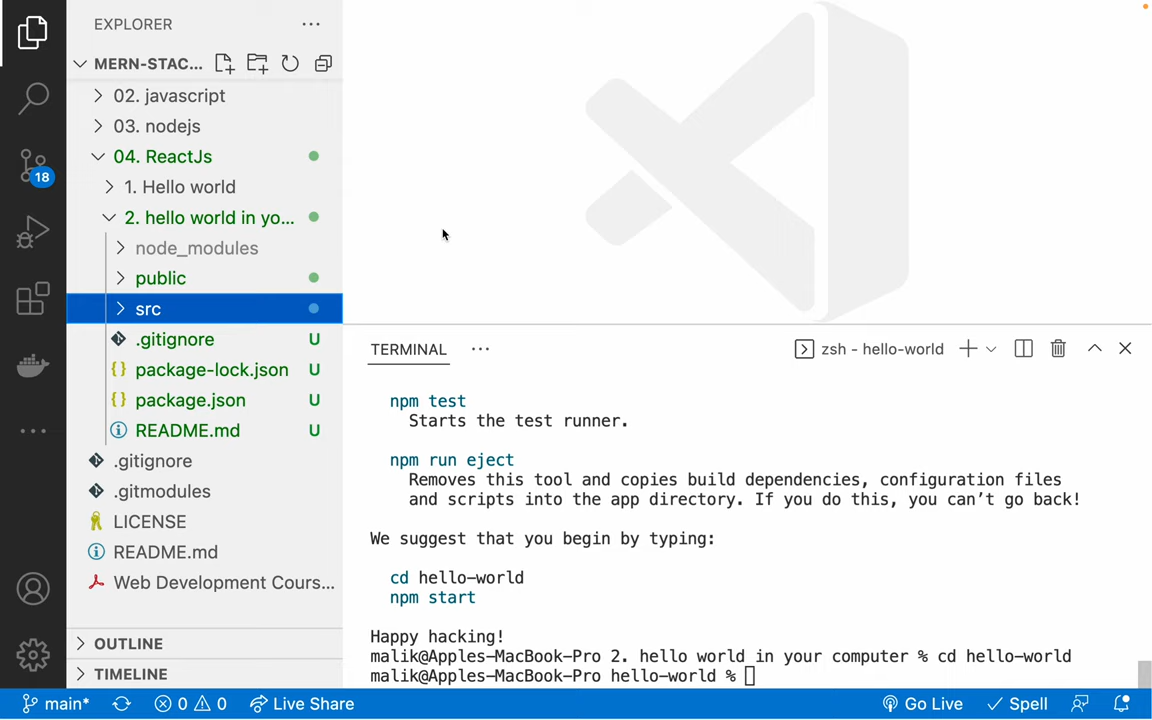 EXPLORER
MERN-STAC...
02. javascript
03. nodejs
04. ReactJs
1. Hello world
2. hello world in yo...
node_modules
public
src
.gitignore U
package-lock.json U
package.json U
README.md U
.gitignore
.gitmodules
LICENSE
README.md
Web Development Cours...
OUTLINE
TIMELINE
18
TERMINAL
zsh - hello-world
npm test
Starts the test runner.
npm run eject
Removes this tool and copies build dependencies, configuration files
and scripts into the app directory. If you do this, you can’t go back!
We suggest that you begin by typing:
cd hello-world
npm start
Happy hacking!
malik@Apples-MacBook-Pro 2. hello world in your computer % cd hello-world
malik@Apples-MacBook-Pro hello-world %
main* 0 0 Live Share Go Live Spell